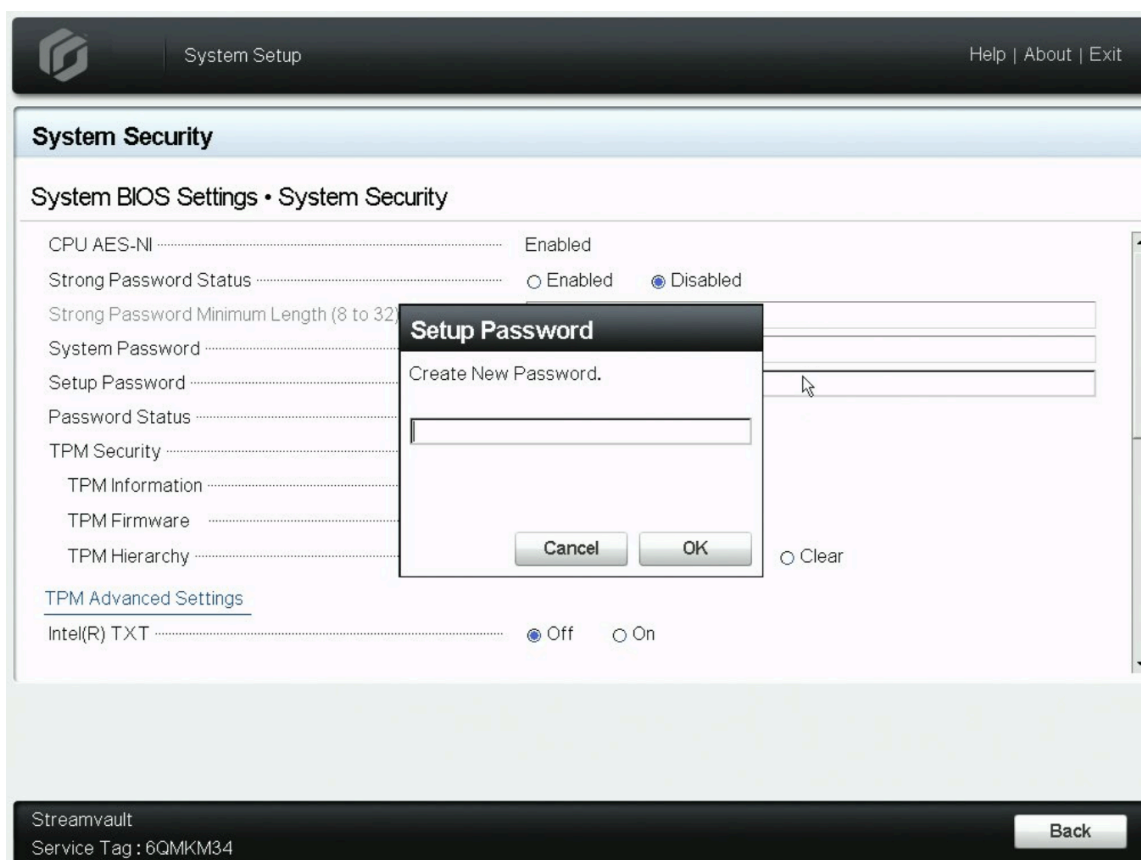 System Setup
Help | About | Exit
System Security
System BIOS Settings • System Security
CPU AES-NI Enabled
Strong Password Status Enabled Disabled
Strong Password Minimum Length (8 to 32)
System Password
Setup Password
Password Status
TPM Security
TPM Information
TPM Firmware
TPM Hierarchy Clear
TPM Advanced Settings
Intel(R) TXT Off On
Setup Password
Create New Password.
Cancel OK
Streamvault
Service Tag : 6QMKM34
Back